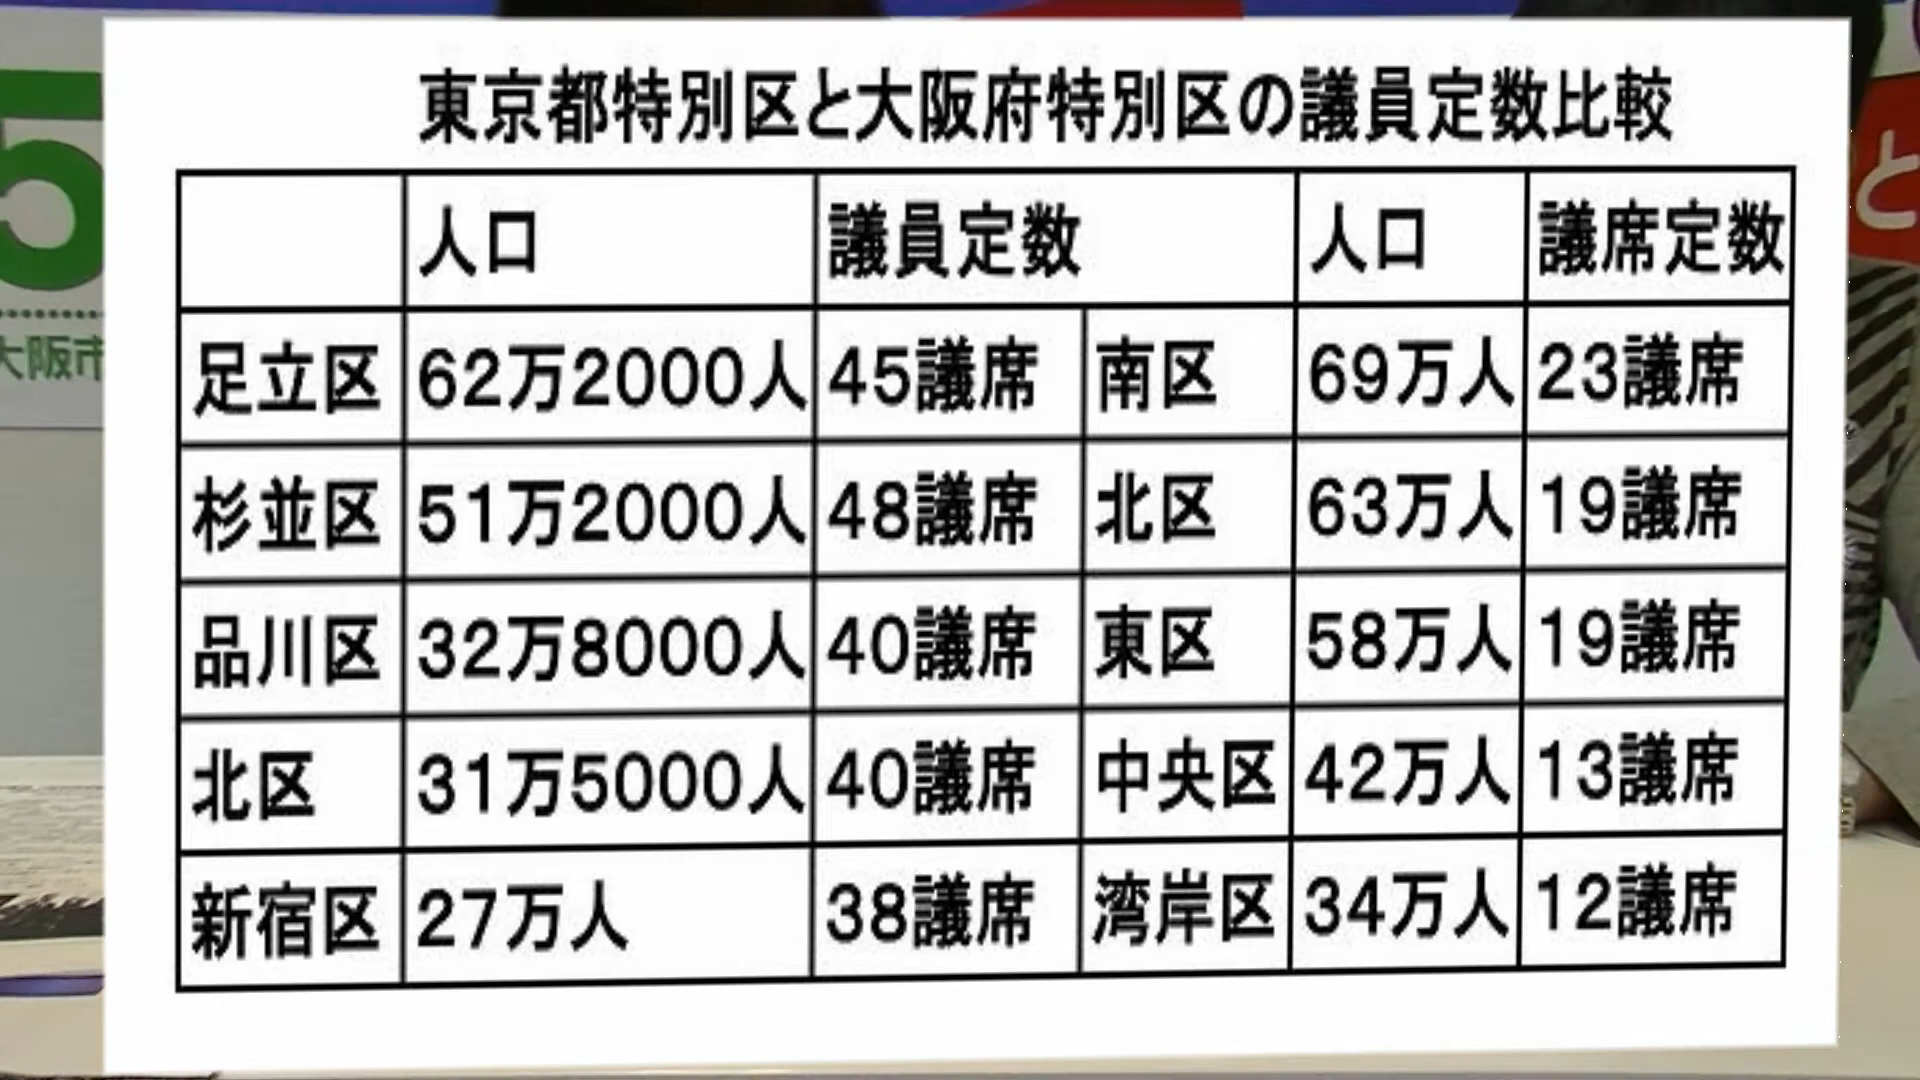 東京都特別区と大阪府特別区の議員定数比較
人口 議員定数 人口 議席定数
足立区 62万2000人 45議席 南区 69万人 23議席
杉並区 51万2000人 48議席 北区 63万人 19議席
品川区 32万8000人 40議席 東区 58万人 19議席
北区 31万5000人 40議席 中央区 42万人 13議席
新宿区 27万人 38議席 湾岸区 34万人 12議席
5
大阪市
と